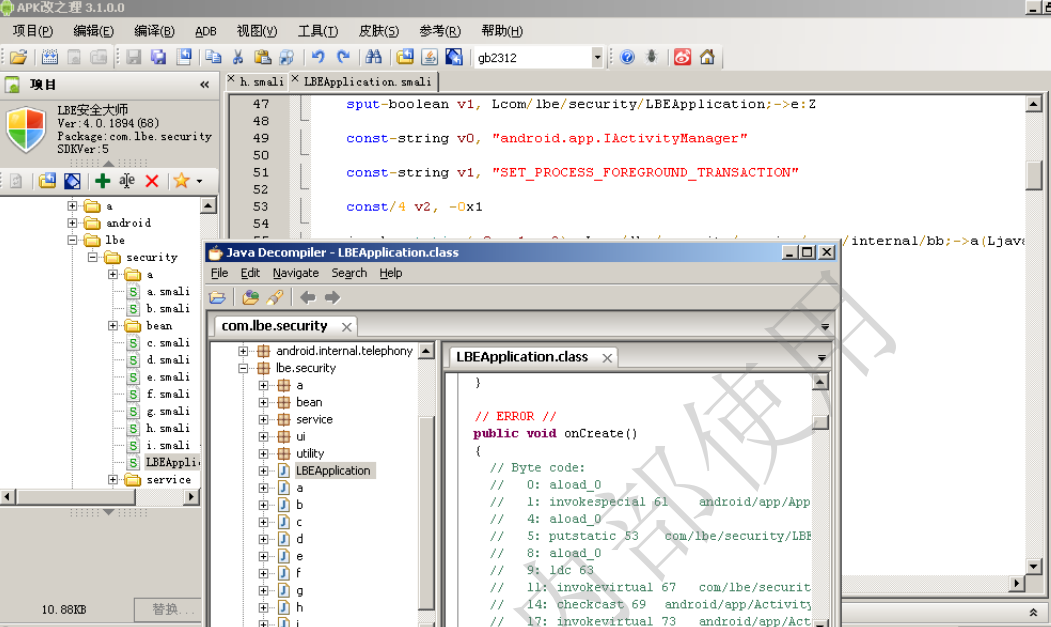 APK改之理 3.1.0.0
项目(P) 编辑(E) 编译(B) ADB 视图(V) 工具(T) 皮肤(S) 参考(R) 帮助(H)
gb2312
项目
h.smali LBEApplication.smali
LBE安全大师
Ver:4.0.1894(68)
Package:com.lbe.security
SDKVer:5
a
android
lbe
security
a
a.smali
b.smali
bean
c.smali
d.smali
e.smali
f.smali
g.smali
h.smali
i.smali
LBEAppli
service
10.88KB 替换...
47 sput-boolean v1, Lcom/lbe/security/LBEApplication;->e:Z
48
49 const-string v0, "android.app.IActivityManager"
50
51 const-string v1, "SET_PROCESS_FOREGROUND_TRANSACTION"
52
53 const/4 v2, -0x1
54
/internal/bb;->a(Ljava
Java Decompiler - LBEApplication.class
File Edit Navigate Search Help
com.lbe.security
android.internal.telephony
lbe.security
a
bean
service
ui
utility
LBEApplication
a
b
c
d
e
f
g
h
i
LBEApplication.class
}
// ERROR //
public void onCreate()
{
// Byte code:
// 0: aload_0
// 1: invokespecial 61 android/app/App
// 4: aload_0
// 5: putstatic 53 com/lbe/security/LBE
// 8: aload_0
// 9: ldc 63
// 11: invokevirtual 67 com/lbe/securit
// 14: checkcast 69 android/app/Activity
// 17: invokevirtual 73 android/app/Act
内部使用